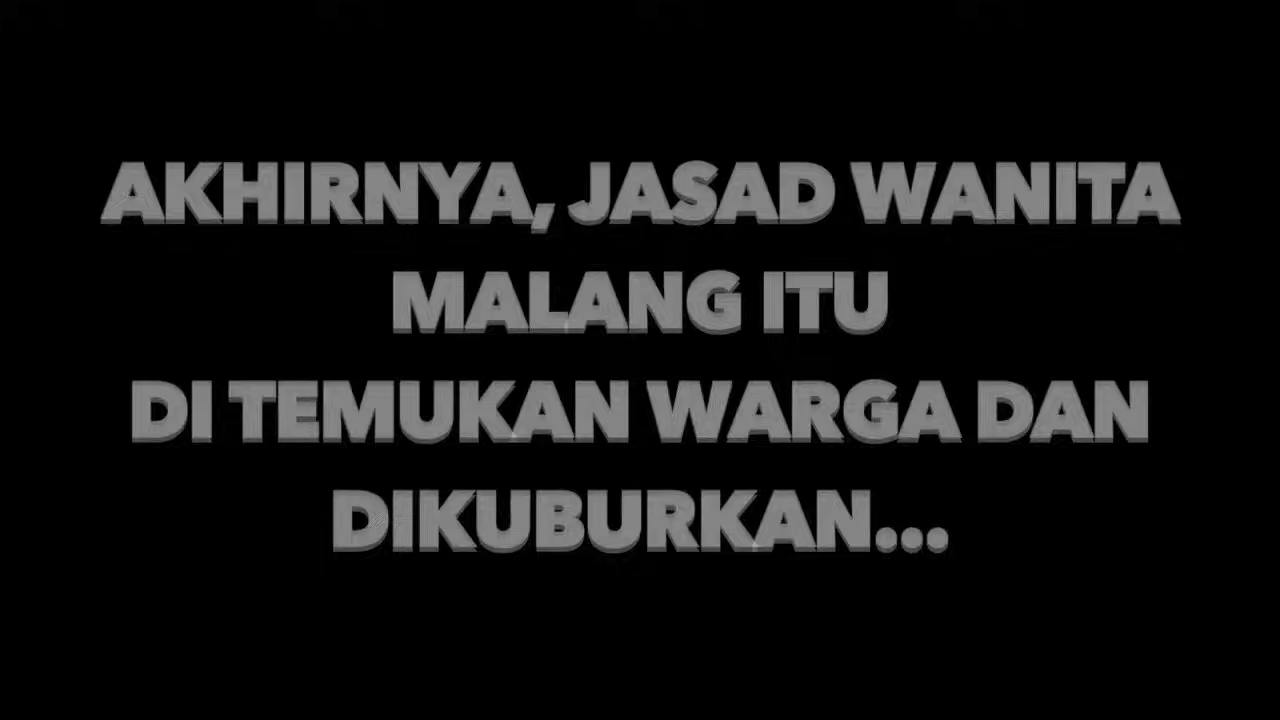 AKHIRNYA, JASAD WANITA
MALANG ITU
DI TEMUKAN WARGA DAN
DIKUBURKAN...